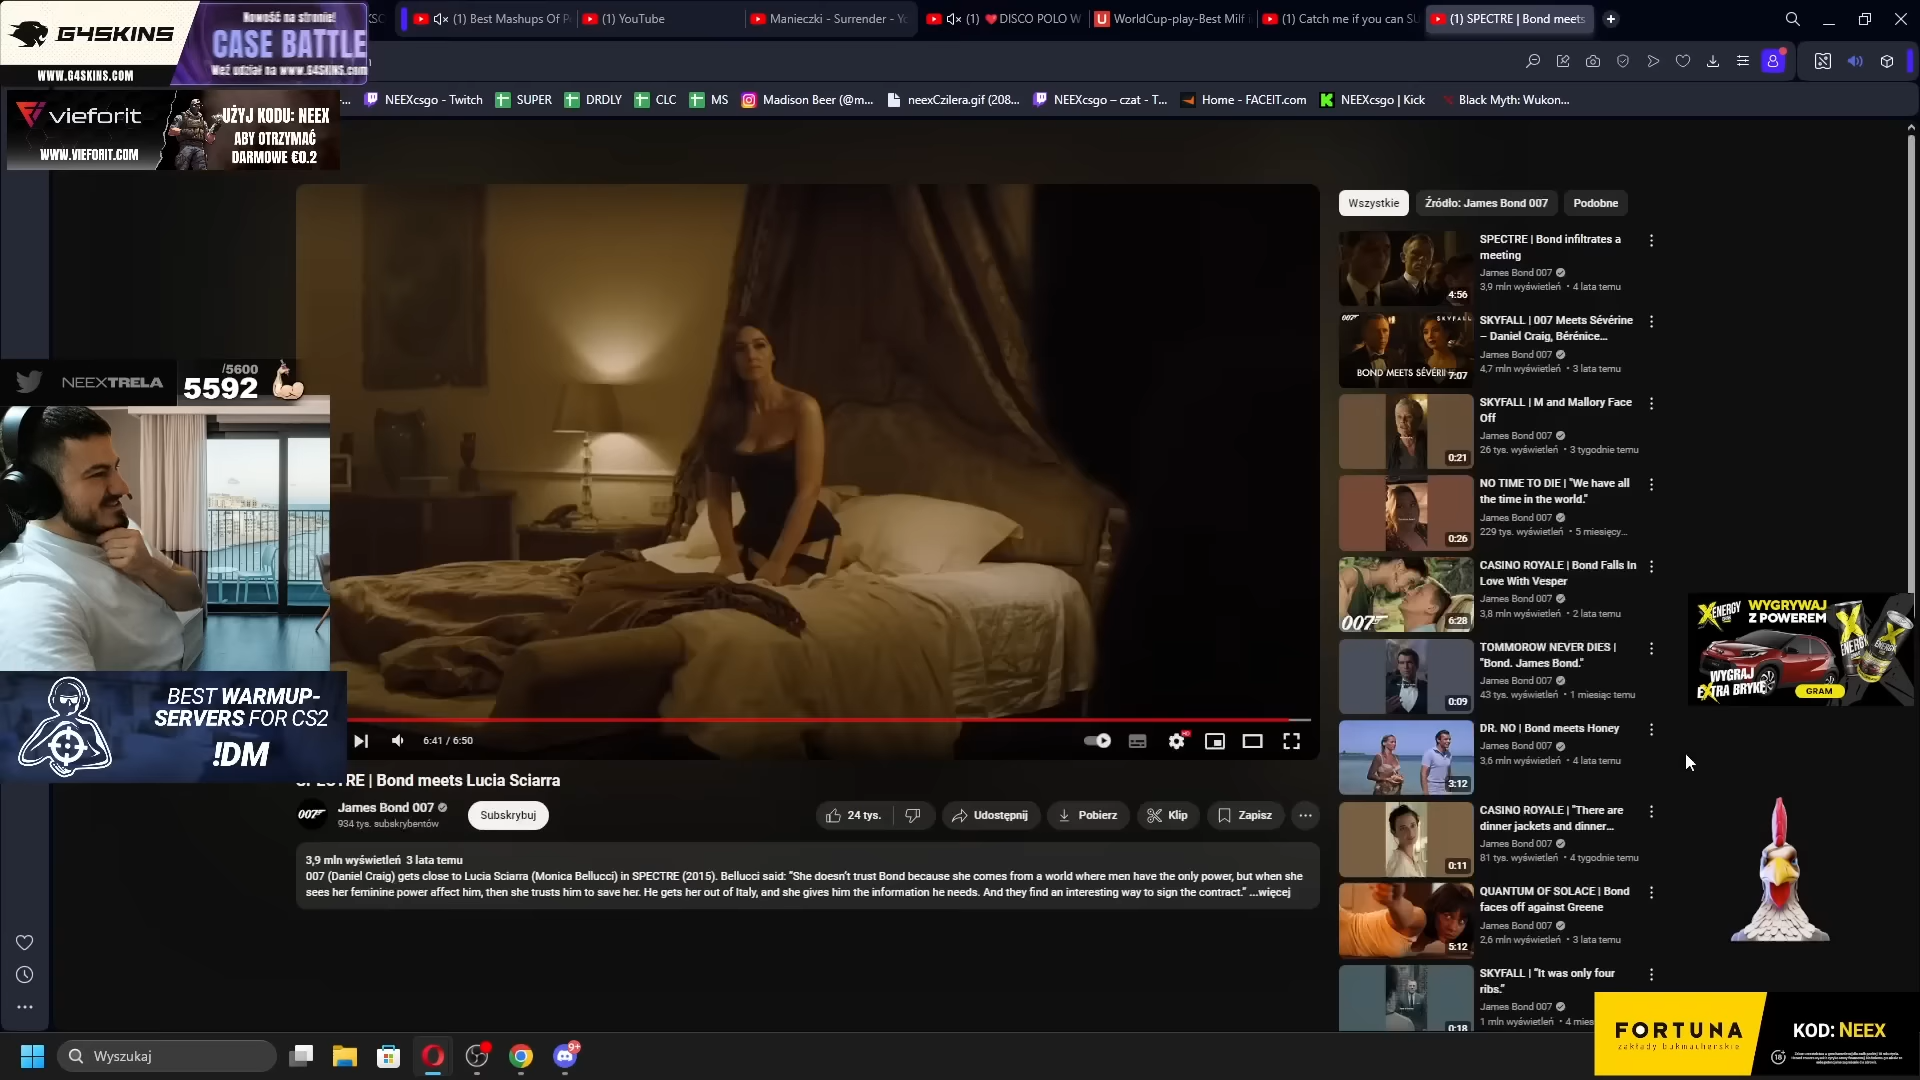 G4SKINS
WWW.G4SKINS.COM
Nowość na stronie!
CASE BATTLE
Weź udział na www.G4SKINS.com
(1) Best Mashups Of P
(1) YouTube
Manieczki - Surrender - Yo
(1) ❤️DISCO POLO W
WorldCup-play-Best Milf i
(1) Catch me if you can SU
(1) SPECTRE | Bond meets
NEEXcsgo - Twitch
SUPER
DRDLY
CLC
MS
Madison Beer (@m...
neexCzilera.gif (208...
NEEXcsgo – czat - T...
Home - FACEIT.com
NEEXcsgo | Kick
Black Myth: Wukon...
vieforit
WWW.VIEFORIT.COM
UŻYJ KODU: NEEX
ABY OTRZYMAĆ
DARMOWE €0.2
Wszystkie
Źródło: James Bond 007
Podobne
SPECTRE | Bond infiltrates a
meeting
James Bond 007
3,9 mln wyświetleń • 4 lata temu
4:56
007
SKYFALL
BOND MEETS SÉVÉRI
7:07
SKYFALL | 007 Meets Sévérine
– Daniel Craig, Bérénice...
James Bond 007
4,7 mln wyświetleń • 3 lata temu
SKYFALL | M and Mallory Face
Off
James Bond 007
26 tys. wyświetleń • 3 tygodnie temu
0:21
NO TIME TO DIE | "We have all
the time in the world."
James Bond 007
229 tys. wyświetleń • 5 miesięcy...
0:26
CASINO ROYALE | Bond Falls In
Love With Vesper
James Bond 007
3,8 mln wyświetleń • 2 lata temu
007
6:28
TOMMOROW NEVER DIES |
"Bond. James Bond."
James Bond 007
43 tys. wyświetleń • 1 miesiąc temu
0:09
DR. NO | Bond meets Honey
James Bond 007
3,6 mln wyświetleń • 4 lata temu
3:12
CASINO ROYALE | "There are
dinner jackets and dinner...
James Bond 007
81 tys. wyświetleń • 4 tygodnie temu
0:11
QUANTUM OF SOLACE | Bond
faces off against Greene
James Bond 007
2,6 mln wyświetleń • 3 lata temu
5:12
SKYFALL | "It was only four
ribs."
James Bond 007
1 mln wyświetleń • 4 mies
0:18
NEEXTRELA
/5600
5592
BEST WARMUP-
SERVERS FOR CS2
!DM
6:41 / 6:50
HD
SPECTRE | Bond meets Lucia Sciarra
007
James Bond 007
934 tys. subskrybentów
Subskrybuj
24 tys.
Udostępnij
Pobierz
Klip
Zapisz
3,9 mln wyświetleń 3 lata temu
007 (Daniel Craig) gets close to Lucia Sciarra (Monica Bellucci) in SPECTRE (2015). Bellucci said: “She doesn’t trust Bond because she comes from a world where men have the only power, but when she
sees her feminine power affect him, then she trusts him to save her. He gets her out of Italy, and she gives him the information he needs. And they find an interesting way to sign the contract.” ...więcej
XENERGY
WYGRYWAJ
Z POWEREM
X
ENERGY
WYGRAJ
EXTRA BRYKĘ
GRAM
FORTUNA
zakłady bukmacherskie
KOD: NEEX
18+
Wyszukaj
9+